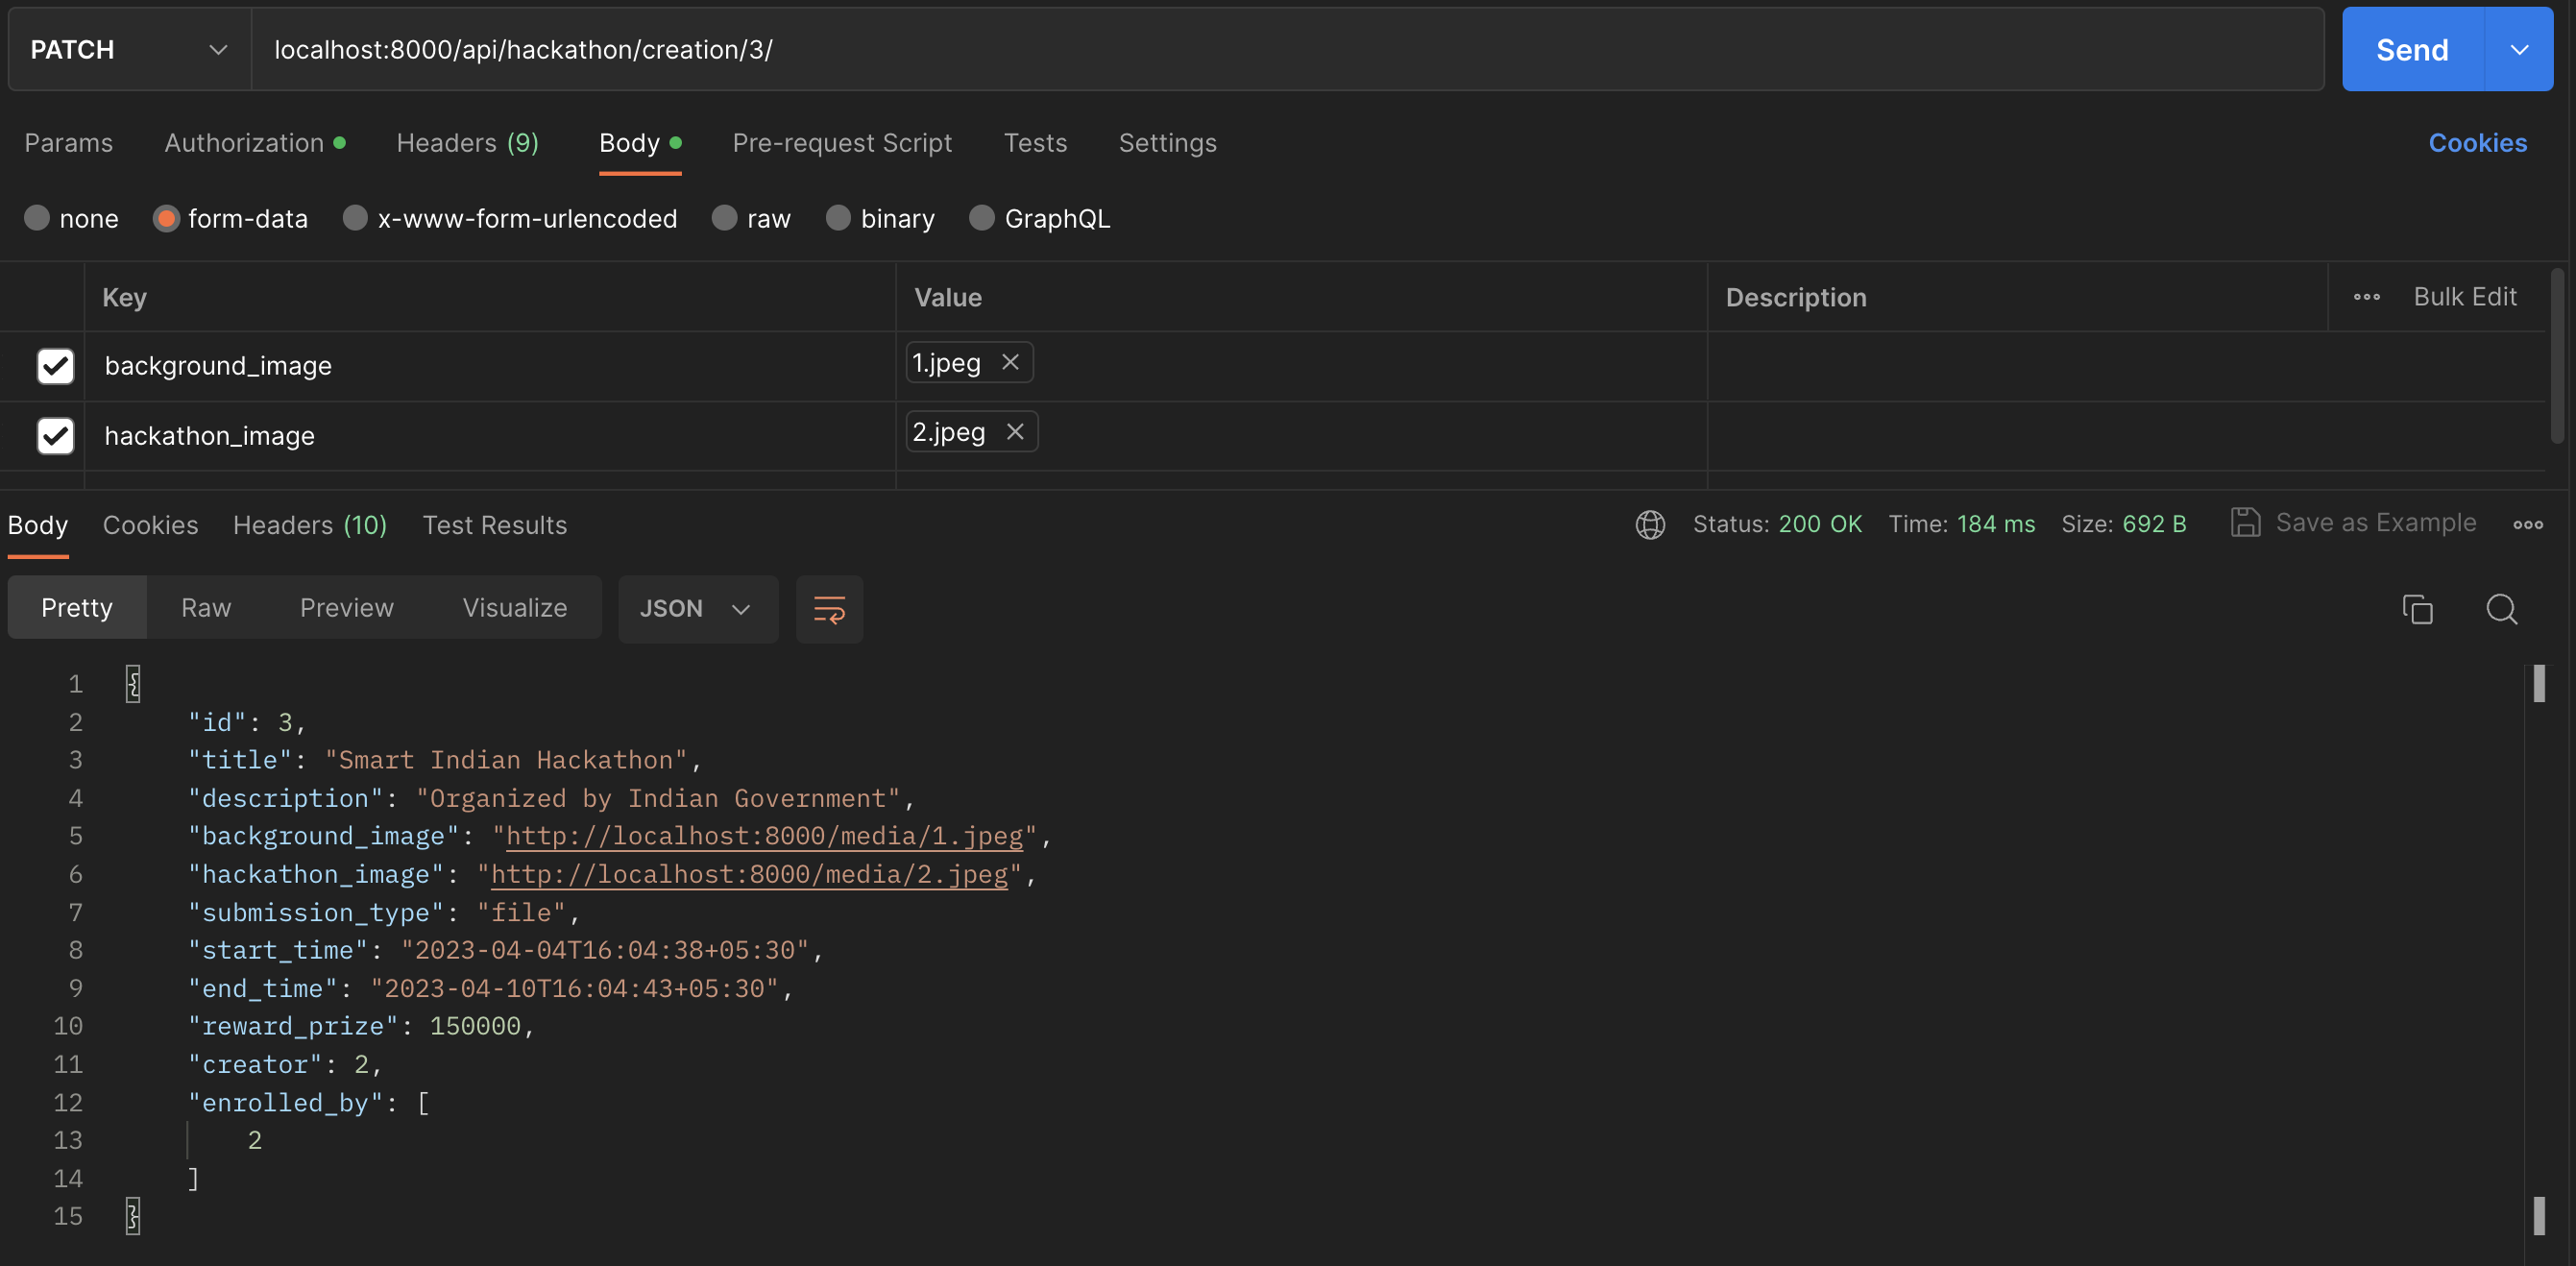 PATCH localhost:8000/api/hackathon/creation/3/ Send
Params Authorization Headers (9) Body Pre-request Script Tests Settings Cookies
none form-data x-www-form-urlencoded raw binary GraphQL
Key Value Description Bulk Edit
background_image 1.jpeg
hackathon_image 2.jpeg
Body Cookies Headers (10) Test Results Status: 200 OK Time: 184 ms Size: 692 B Save as Example
Pretty Raw Preview Visualize JSON
1 {
2 "id": 3,
3 "title": "Smart Indian Hackathon",
4 "description": "Organized by Indian Government",
5 "background_image": "http://localhost:8000/media/1.jpeg",
6 "hackathon_image": "http://localhost:8000/media/2.jpeg",
7 "submission_type": "file",
8 "start_time": "2023-04-04T16:04:38+05:30",
9 "end_time": "2023-04-10T16:04:43+05:30",
10 "reward_prize": 150000,
11 "creator": 2,
12 "enrolled_by": [
13 2
14 ]
15 }